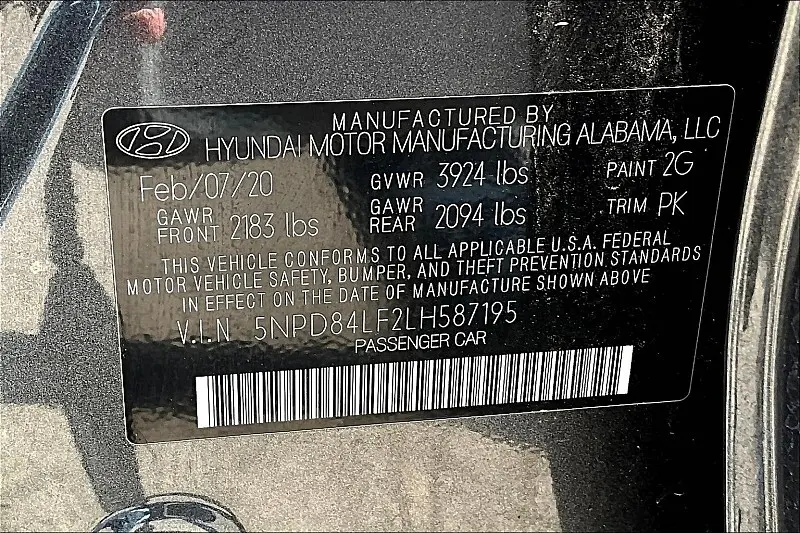 MANUFACTURED BY
HYUNDAI MOTOR MANUFACTURING ALABAMA, LLC
Feb/07/20 GVWR 3924 lbs PAINT 2G
GAWR FRONT 2183 lbs GAWR REAR 2094 lbs TRIM PK
THIS VEHICLE CONFORMS TO ALL APPLICABLE U.S.A. FEDERAL
MOTOR VEHICLE SAFETY, BUMPER, AND THEFT PREVENTION STANDARDS
IN EFFECT ON THE DATE OF MANUFACTURE SHOWN ABOVE
V.I.N 5NPD84LF2LH587195
PASSENGER CAR